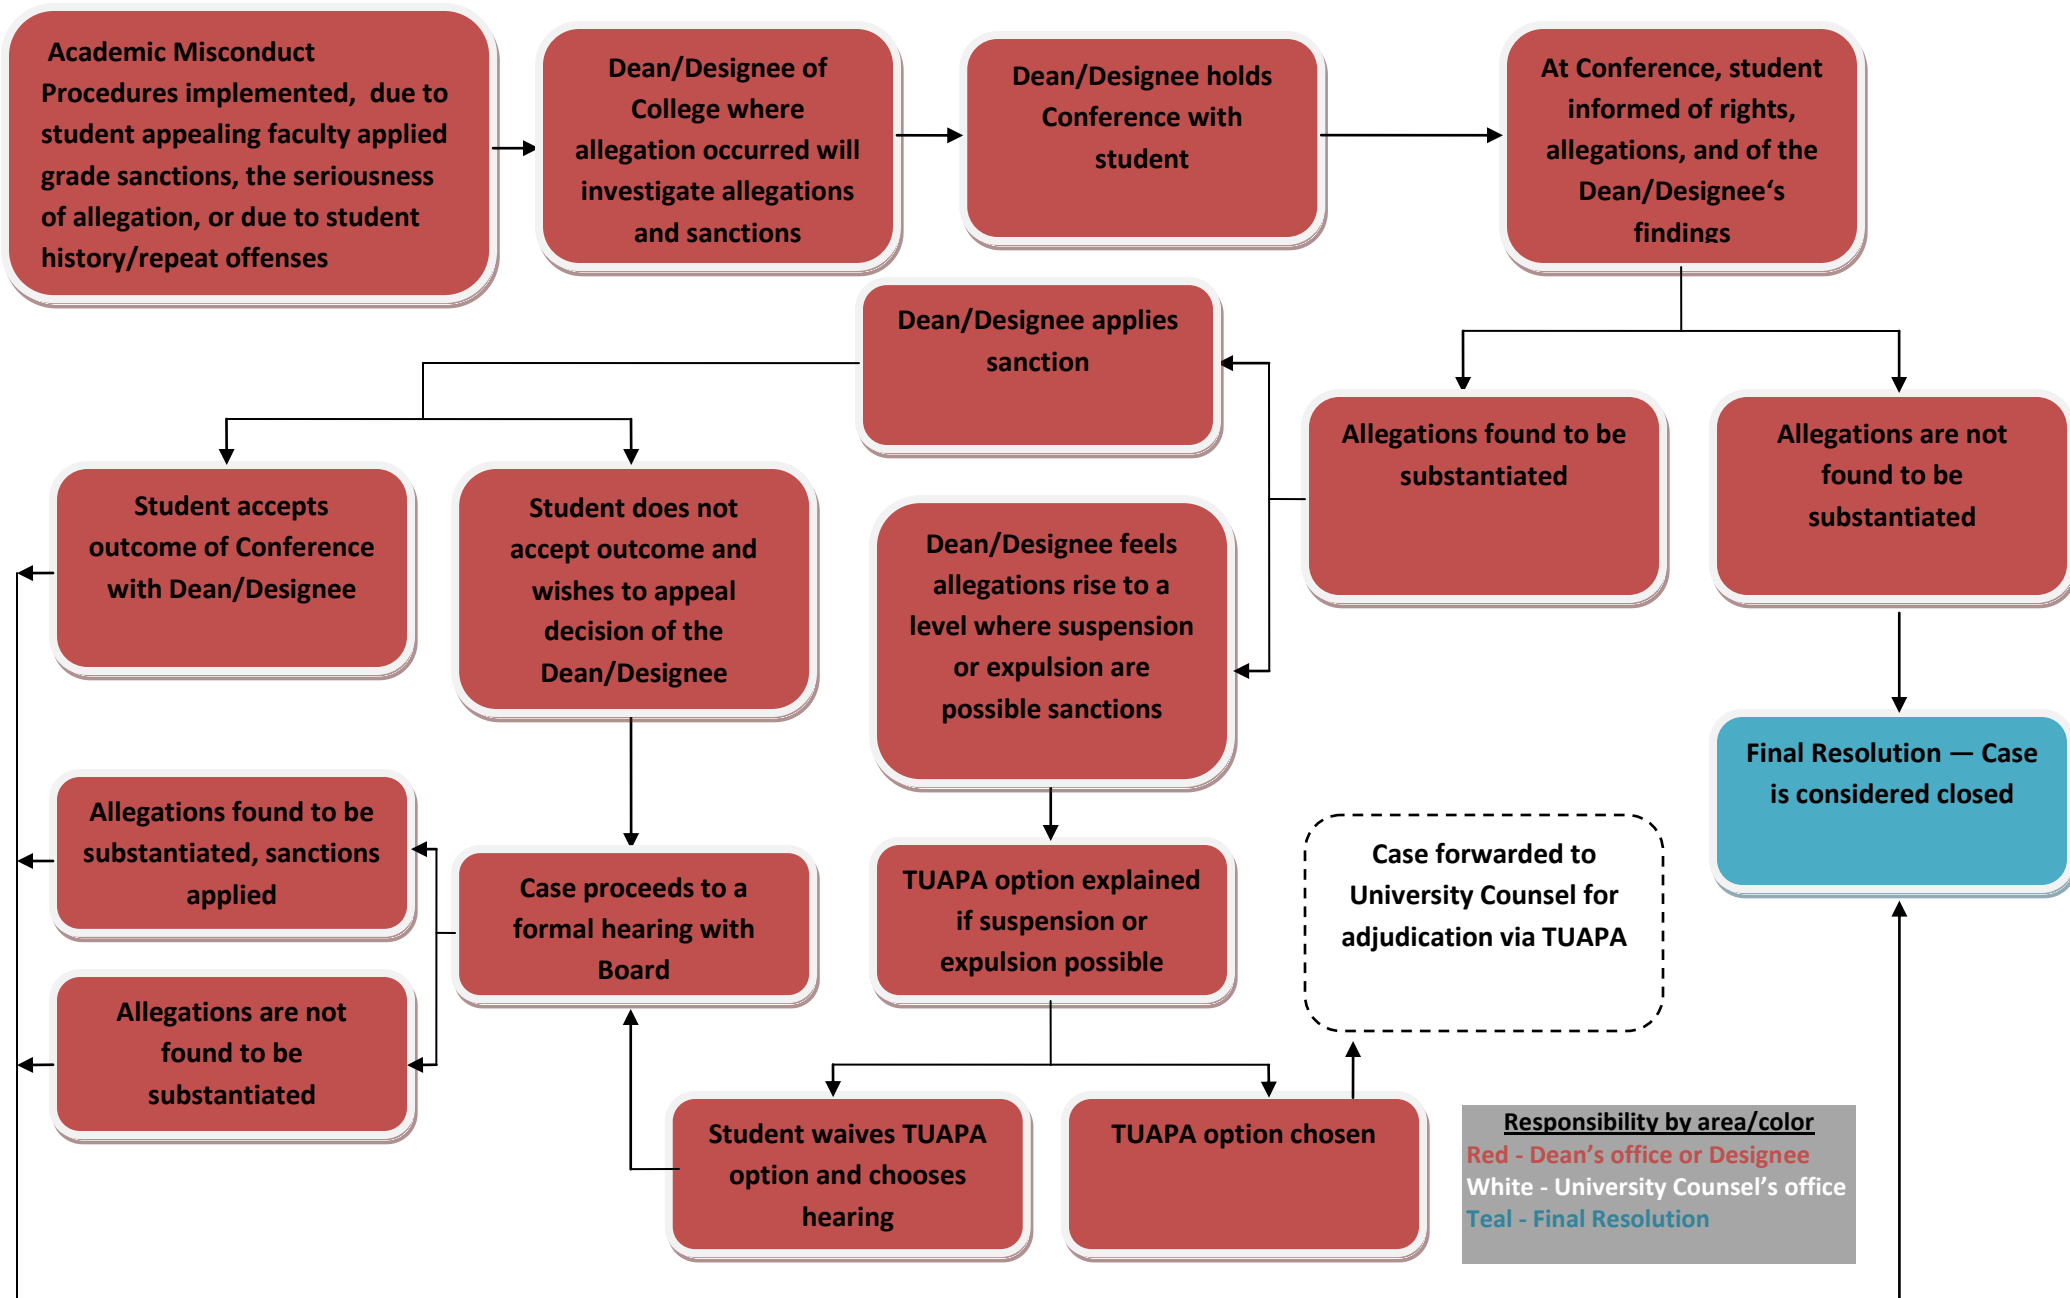 Academic Misconduct
Procedures implemented,  due to
student appealing faculty applied
grade sanctions, the seriousness
of allegation, or due to student
history/repeat offenses
Dean/Designee of
College where
allegation occurred will
investigate allegations
and sanctions
Dean/Designee holds
Conference with
student
At Conference, student
informed of rights,
allegations, and of the
Dean/Designee‘s
findings
Dean/Designee applies
sanction
Allegations found to be
substantiated
Allegations are not
found to be
substantiated
Student accepts
outcome of Conference
with Dean/Designee
Student does not
accept outcome and
wishes to appeal
decision of the
Dean/Designee
Dean/Designee feels
allegations rise to a
level where suspension
or expulsion are
possible sanctions
Final Resolution — Case
is considered closed
Allegations found to be
substantiated, sanctions
applied
Case proceeds to a
formal hearing with
Board
TUAPA option explained
if suspension or
expulsion possible
Case forwarded to
University Counsel for
adjudication via TUAPA
Allegations are not
found to be
substantiated
Student waives TUAPA
option and chooses
hearing
TUAPA option chosen
Responsibility by area/color
Red - Dean’s office or Designee
White - University Counsel’s office
Teal - Final Resolution